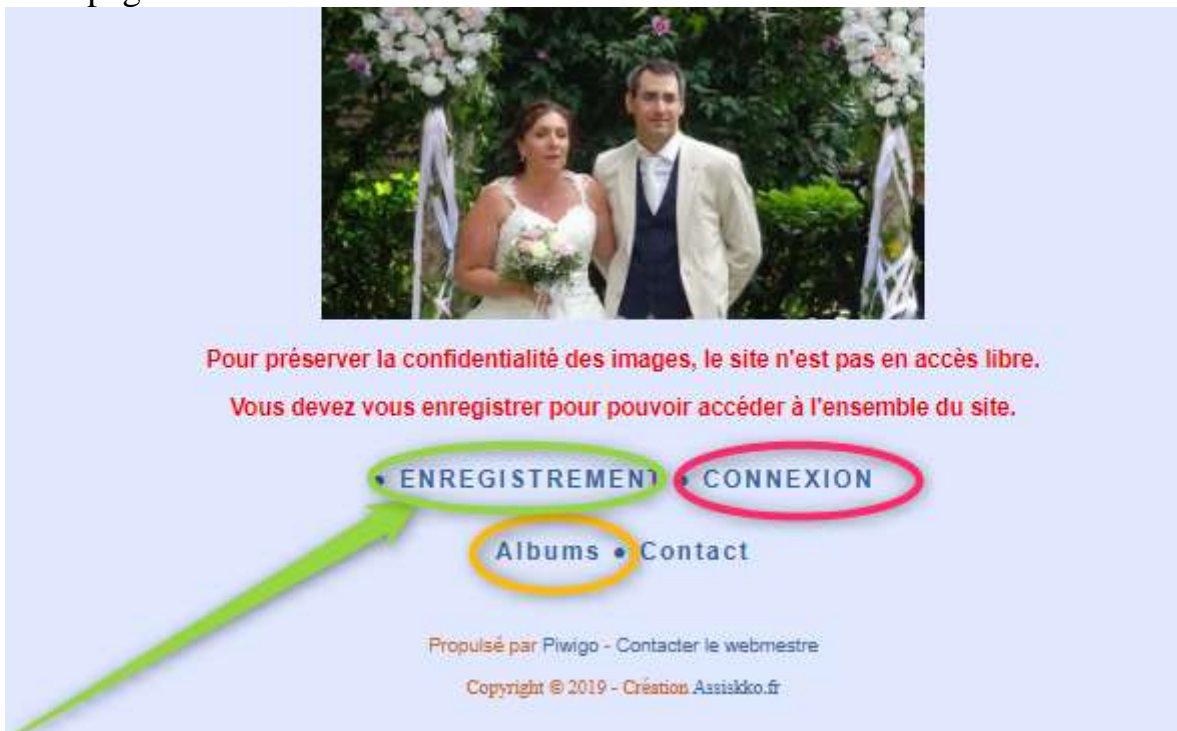 Pour préserver la confidentialité des images, le site n'est pas en accès libre.
Vous devez vous enregistrer pour pouvoir accéder à l'ensemble du site.
• ENREGISTREMENT • CONNEXION
Albums • Contact
Propulsé par Piwigo - Contacter le webmestre
Copyright © 2019 - Création Assiskko.fr